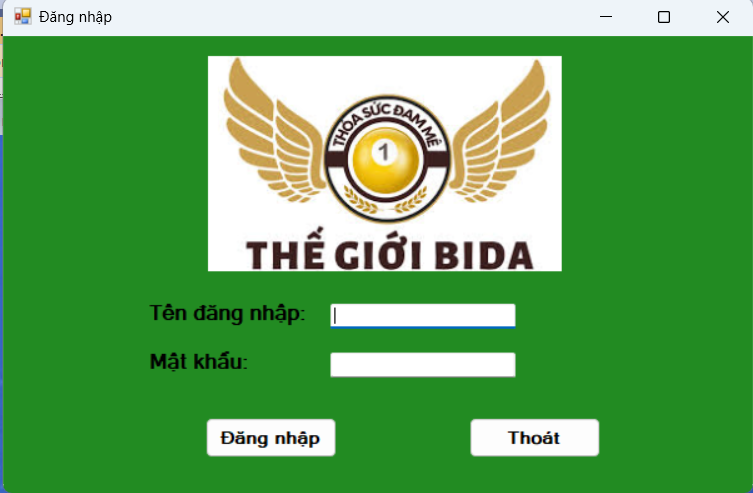 Đăng nhập
THỎA SỨC ĐAM MÊ
1
THẾ GIỚI BIDA
Tên đăng nhập:
Mật khẩu:
Đăng nhập
Thoát